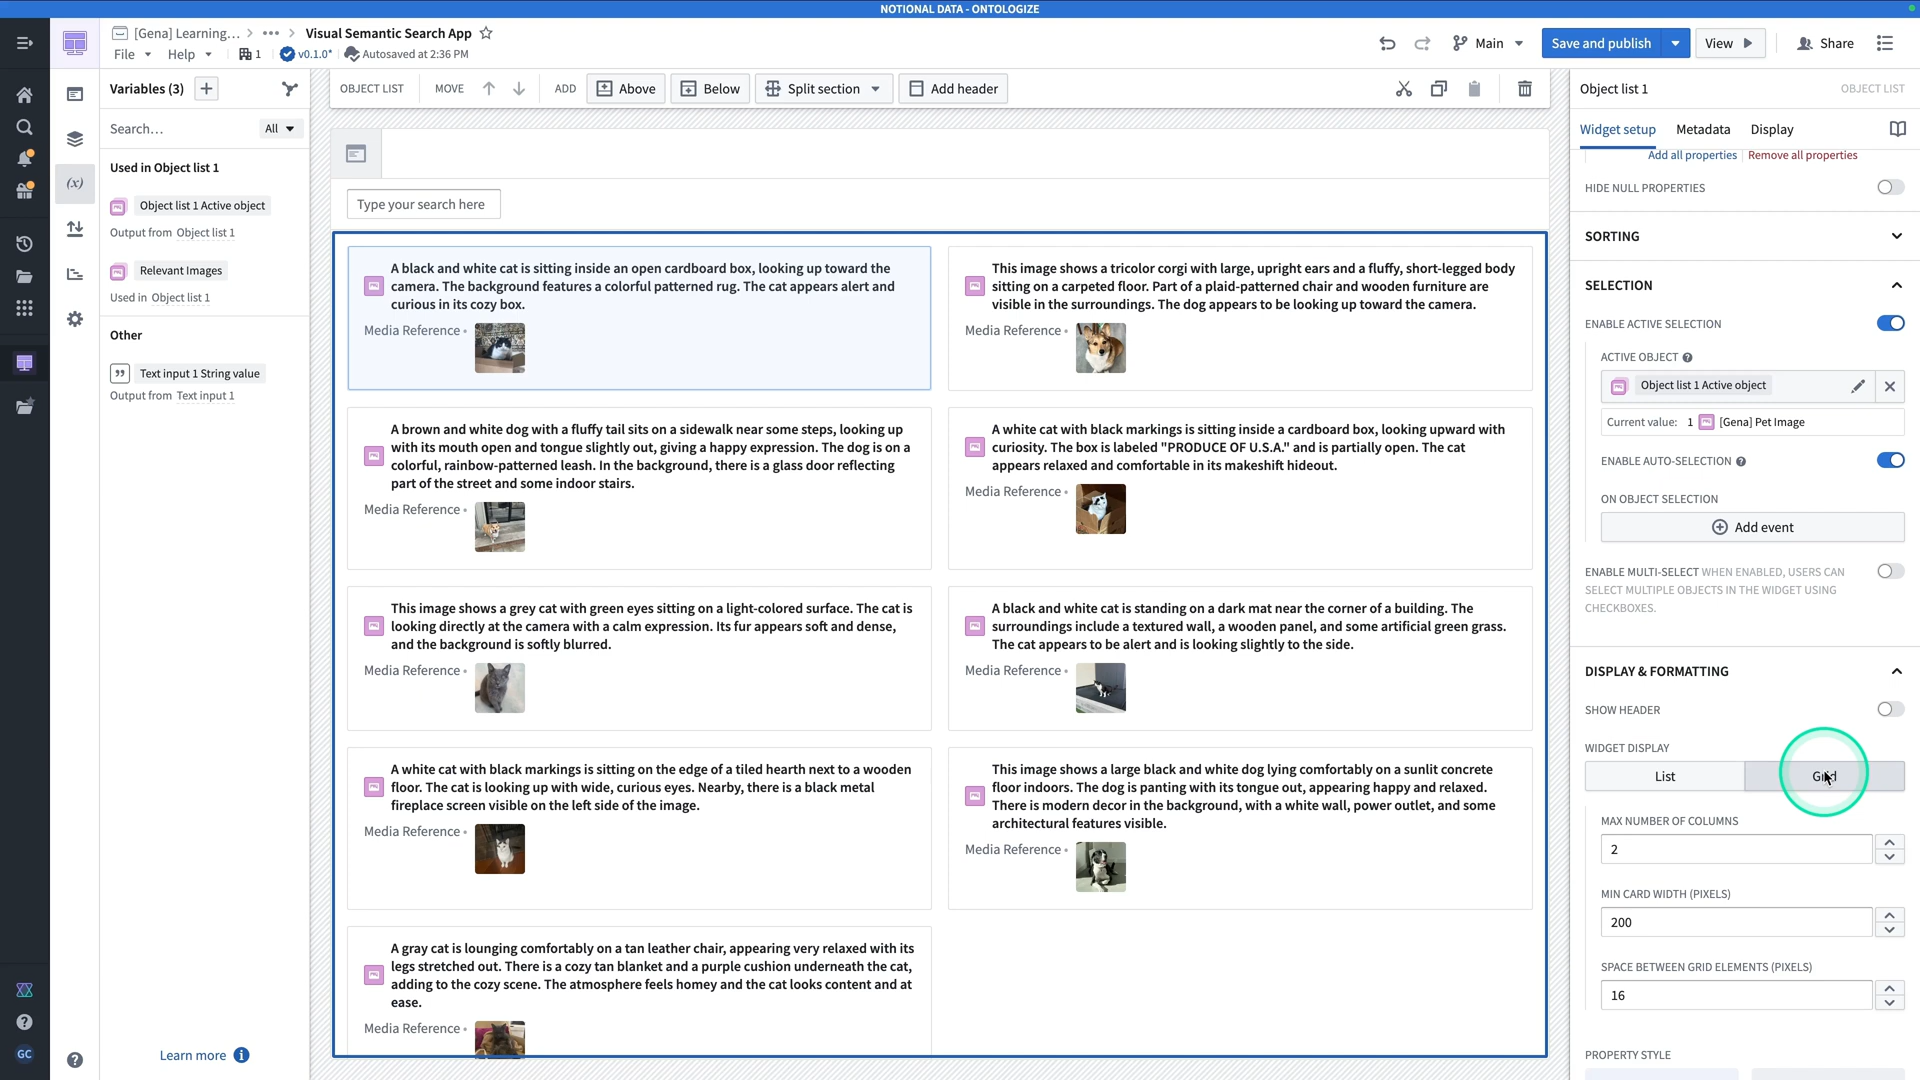 NOTIONAL DATA - ONTOLOGIZE
[Gena] Learning... > ••• > Visual Semantic Search App
File Help 1 v0.1.0* Autosaved at 2:36 PM
Main Save and publish View Share
Variables (3)
Search... All
Used in Object list 1
Object list 1 Active object
Output from Object list 1
Relevant Images
Used in Object list 1
Other
Text input 1 String value
Output from Text input 1
Learn more
GC
OBJECT LIST MOVE ADD Above Below Split section Add header
Type your search here
A black and white cat is sitting inside an open cardboard box, looking up toward the
camera. The background features a colorful patterned rug. The cat appears alert and
curious in its cozy box.
Media Reference
This image shows a tricolor corgi with large, upright ears and a fluffy, short-legged body
sitting on a carpeted floor. Part of a plaid-patterned chair and wooden furniture are
visible in the surroundings. The dog appears to be looking up toward the camera.
Media Reference
A brown and white dog with a fluffy tail sits on a sidewalk near some steps, looking up
with its mouth open and tongue slightly out, giving a happy expression. The dog is on a
colorful, rainbow-patterned leash. In the background, there is a glass door reflecting
part of the street and some indoor stairs.
Media Reference
A white cat with black markings is sitting inside a cardboard box, looking upward with
curiosity. The box is labeled "PRODUCE OF U.S.A." and is partially open. The cat
appears relaxed and comfortable in its makeshift hideout.
Media Reference
This image shows a grey cat with green eyes sitting on a light-colored surface. The cat is
looking directly at the camera with a calm expression. Its fur appears soft and dense,
and the background is softly blurred.
Media Reference
A black and white cat is standing on a dark mat near the corner of a building. The
surroundings include a textured wall, a wooden panel, and some artificial green grass.
The cat appears to be alert and is looking slightly to the side.
Media Reference
A white cat with black markings is sitting on the edge of a tiled hearth next to a wooden
floor. The cat is looking up with wide, curious eyes. Nearby, there is a black metal
fireplace screen visible on the left side of the image.
Media Reference
This image shows a large black and white dog lying comfortably on a sunlit concrete
floor indoors. The dog is panting with its tongue out, appearing happy and relaxed.
There is modern decor in the background, with a white wall, power outlet, and some
architectural features visible.
Media Reference
A gray cat is lounging comfortably on a tan leather chair, appearing very relaxed with its
legs stretched out. There is a cozy tan blanket and a purple cushion underneath the cat,
adding to the cozy scene. The atmosphere feels homey and the cat looks content and at
ease.
Media Reference
Object list 1 OBJECT LIST
Widget setup Metadata Display
Add all properties Remove all properties
HIDE NULL PROPERTIES
SORTING
SELECTION
ENABLE ACTIVE SELECTION
ACTIVE OBJECT
Object list 1 Active object
Current value: 1 [Gena] Pet Image
ENABLE AUTO-SELECTION
ON OBJECT SELECTION
Add event
ENABLE MULTI-SELECT WHEN ENABLED, USERS CAN
SELECT MULTIPLE OBJECTS IN THE WIDGET USING
CHECKBOXES.
DISPLAY & FORMATTING
SHOW HEADER
WIDGET DISPLAY
List Grid
MAX NUMBER OF COLUMNS
2
MIN CARD WIDTH (PIXELS)
200
SPACE BETWEEN GRID ELEMENTS (PIXELS)
16
PROPERTY STYLE